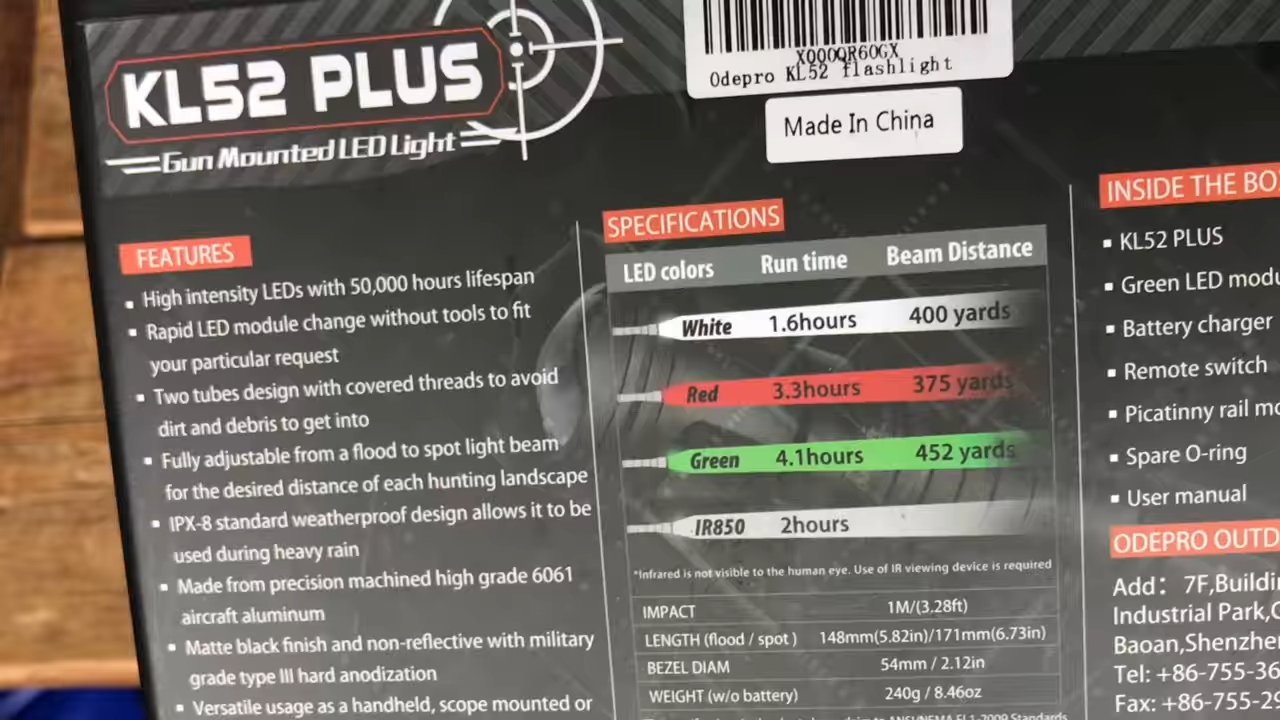 KL52 PLUS
Gun Mounted LED Light
X000QR60GX
Odepro KL52 flashlight
Made In China
FEATURES
▪ High intensity LEDs with 50,000 hours lifespan
▪ Rapid LED module change without tools to fit
your particular request
▪ Two tubes design with covered threads to avoid
dirt and debris to get into
▪ Fully adjustable from a flood to spot light beam
for the desired distance of each hunting landscape
▪ IPX-8 standard weatherproof design allows it to be
used during heavy rain
▪ Made from precision machined high grade 6061
aircraft aluminum
▪ Matte black finish and non-reflective with military
grade type III hard anodization
▪ Versatile usage as a handheld, scope mounted or
SPECIFICATIONS
LED colors Run time Beam Distance
White 1.6hours 400 yards
Red 3.3hours 375 yards
Green 4.1hours 452 yards
IR850 2hours
*Infrared is not visible to the human eye. Use of IR viewing device is required
IMPACT 1M/(3.28ft)
LENGTH (flood / spot ) 148mm(5.82in)/171mm(6.73in)
BEZEL DIAM 54mm / 2.12in
WEIGHT (w/o battery) 240g / 8.46oz
ANSI/NEMA FL1-2009 Standards
INSIDE THE BO
▪ KL52 PLUS
▪ Green LED modu
▪ Battery charger
▪ Remote switch
▪ Picatinny rail mo
▪ Spare O-ring
▪ User manual
ODEPRO OUTD
Add: 7F,Buildin
Industrial Park,
Baoan,Shenzhe
Tel: +86-755-36
Fax: +86-755-29